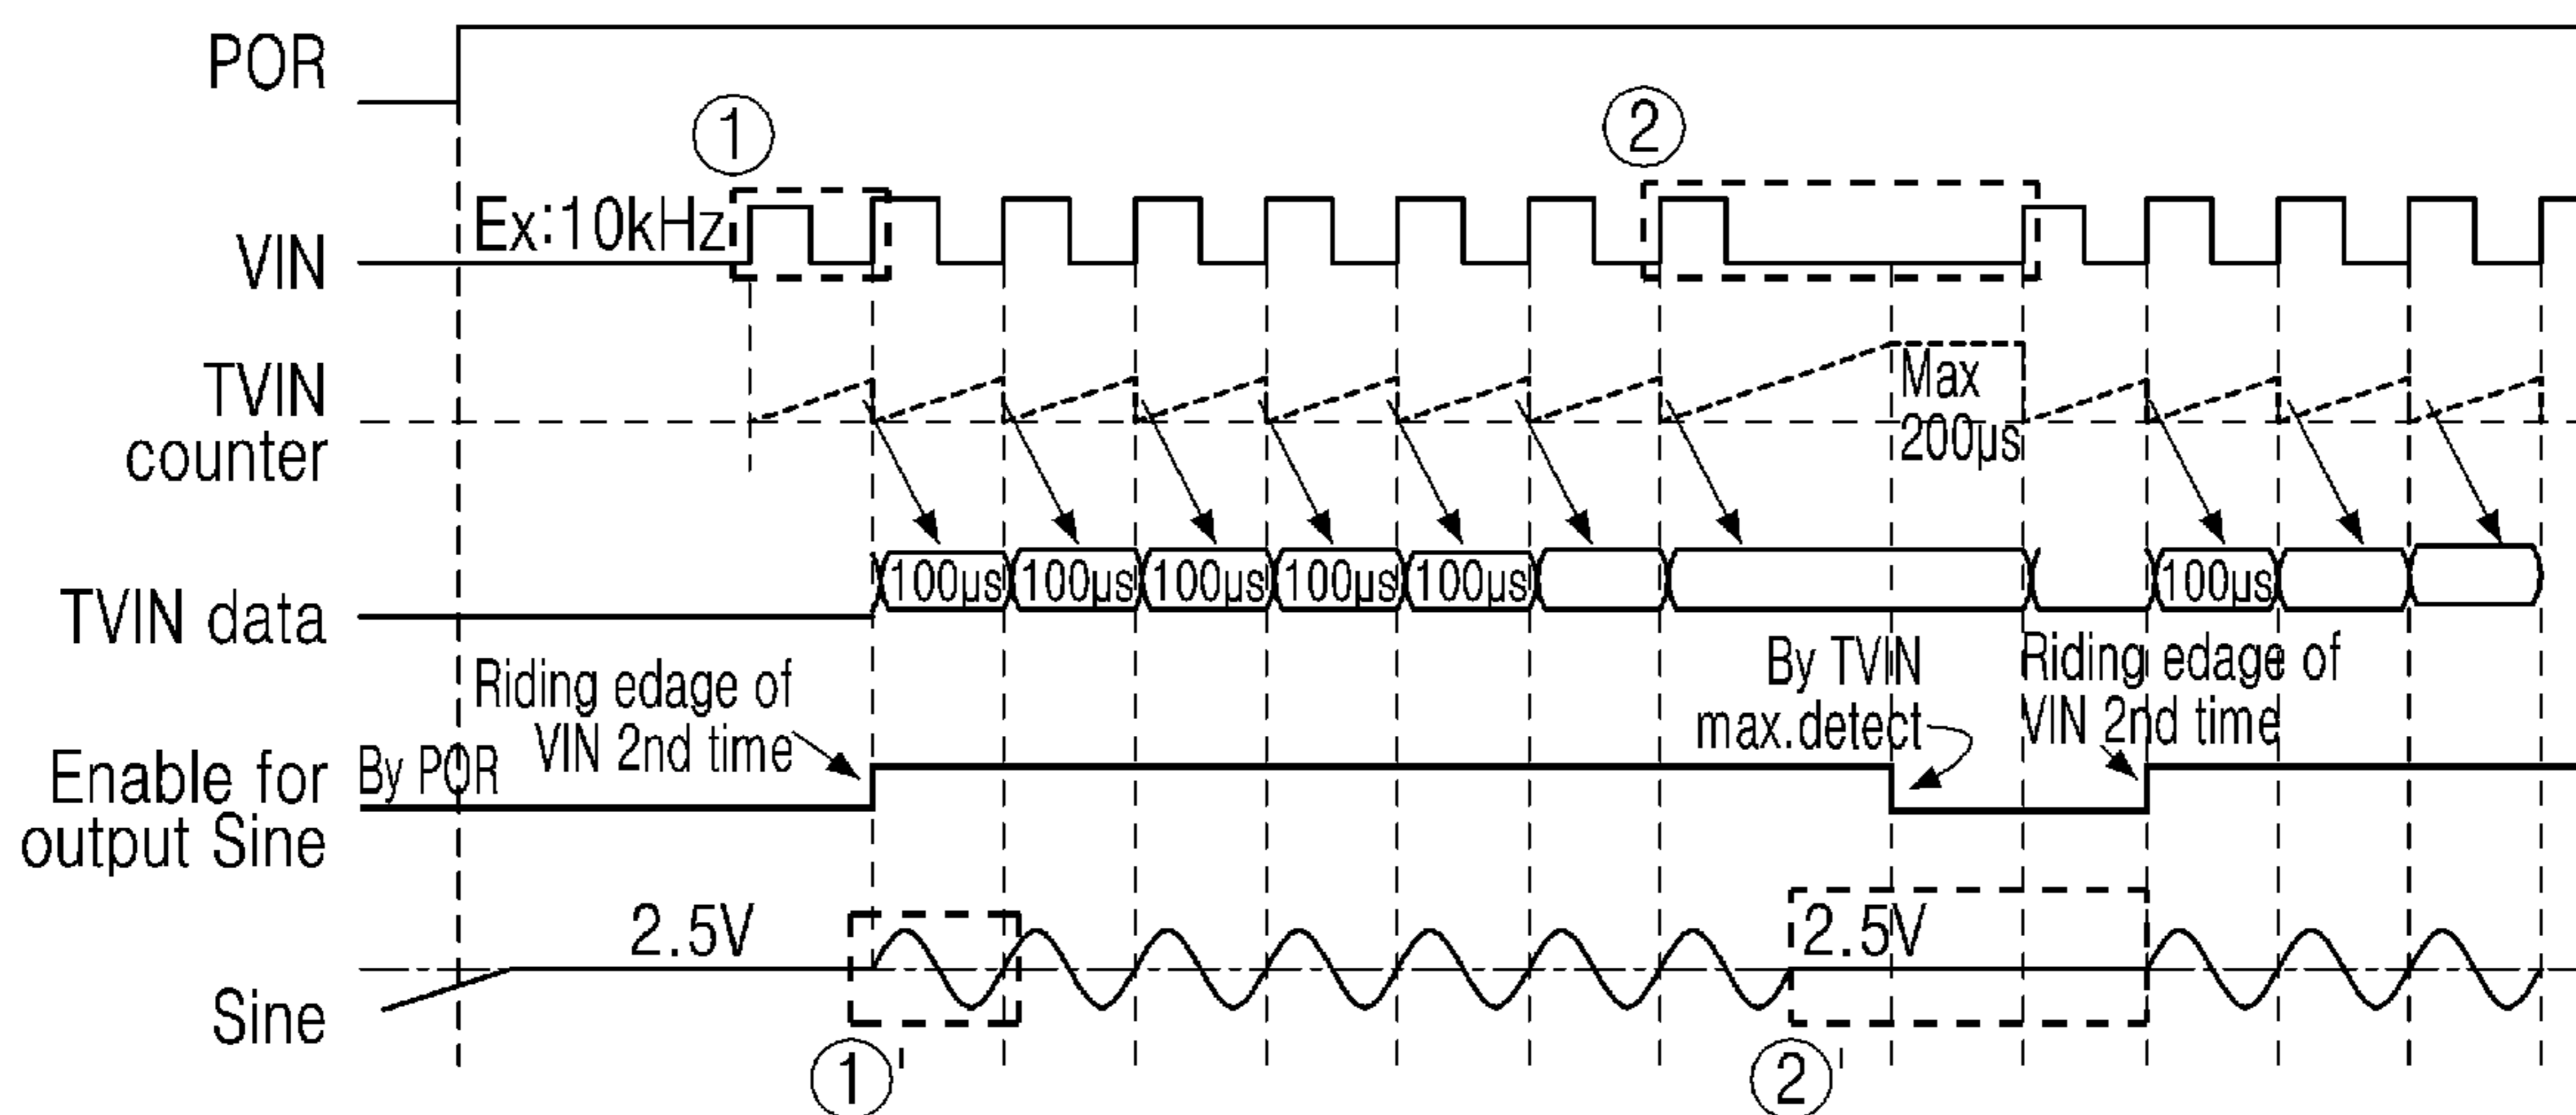 POR
①
②
Ex:10kHz
VIN
TVIN
counter
Max
200µs
100µs
100µs
100µs
100µs
100µs
100µs
TVIN data
Riding edage of
VIN 2nd time
By TVIN
max.detect
Riding edage of
VIN 2nd time
Enable for
output Sine
By POR
2.5V
2.5V
Sine
①'
②'